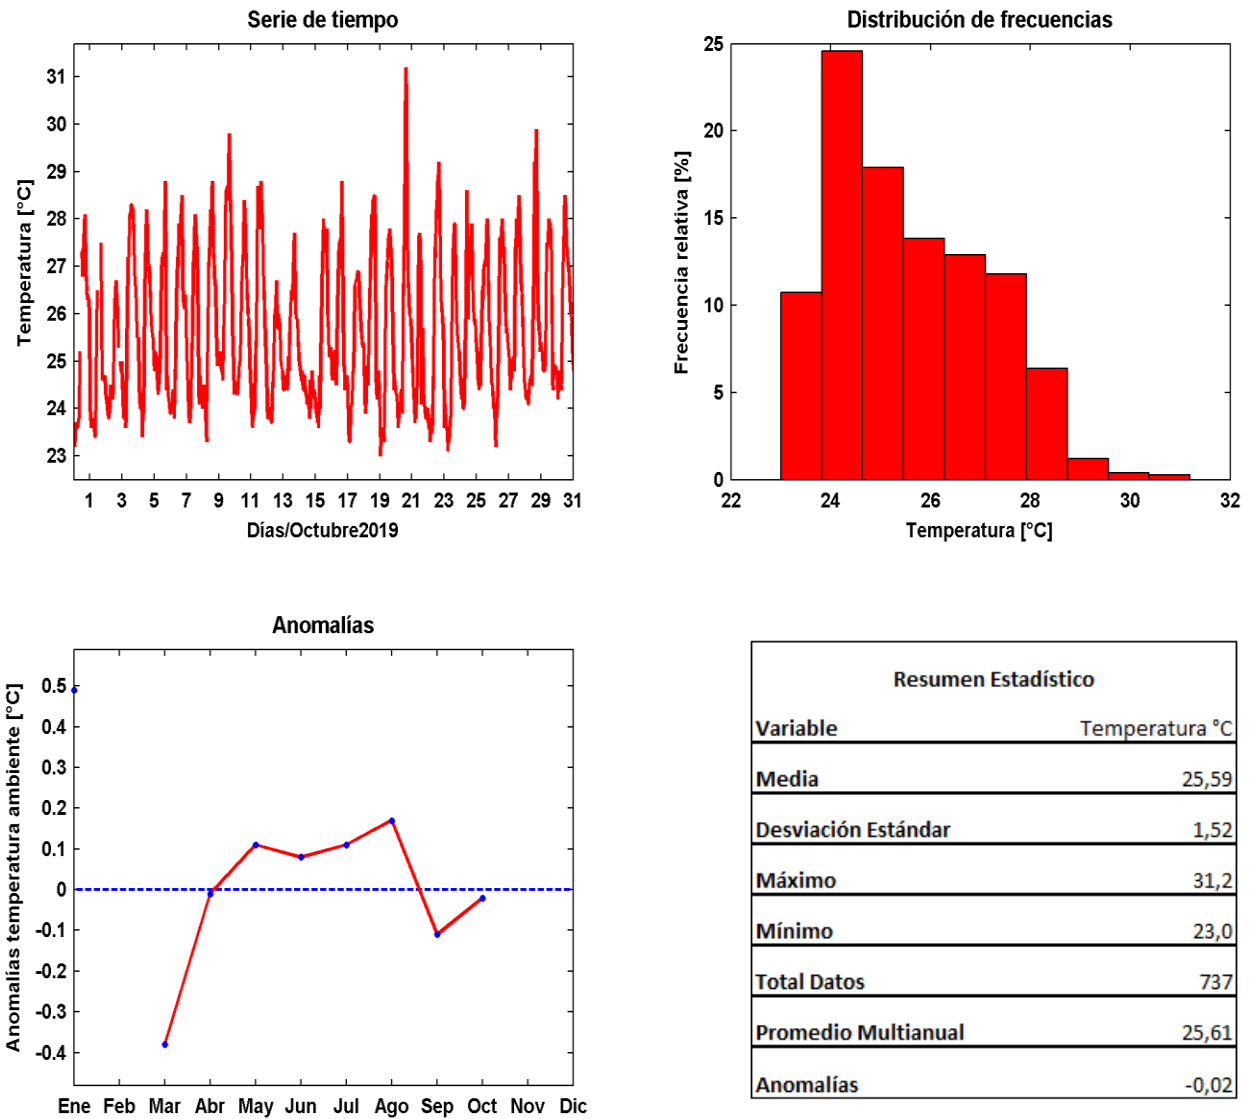 Serie de tiempo
Temperatura [°C]
31
30
29
28
27
26
25
24
23
1 3 5 7 9 11 13 15 17 19 21 23 25 27 29 31
Días/Octubre2019
Distribución de frecuencias
Frecuencia relativa [%]
25
20
15
10
5
0
22 24 26 28 30 32
Temperatura [°C]
Anomalías
Anomalías temperatura ambiente [°C]
0.5
0.4
0.3
0.2
0.1
0
-0.1
-0.2
-0.3
-0.4
Ene Feb Mar Abr May Jun Jul Ago Sep Oct Nov Dic
Resumen Estadístico
Variable Temperatura °C
Media 25,59
Desviación Estándar 1,52
Máximo 31,2
Mínimo 23,0
Total Datos 737
Promedio Multianual 25,61
Anomalías -0,02